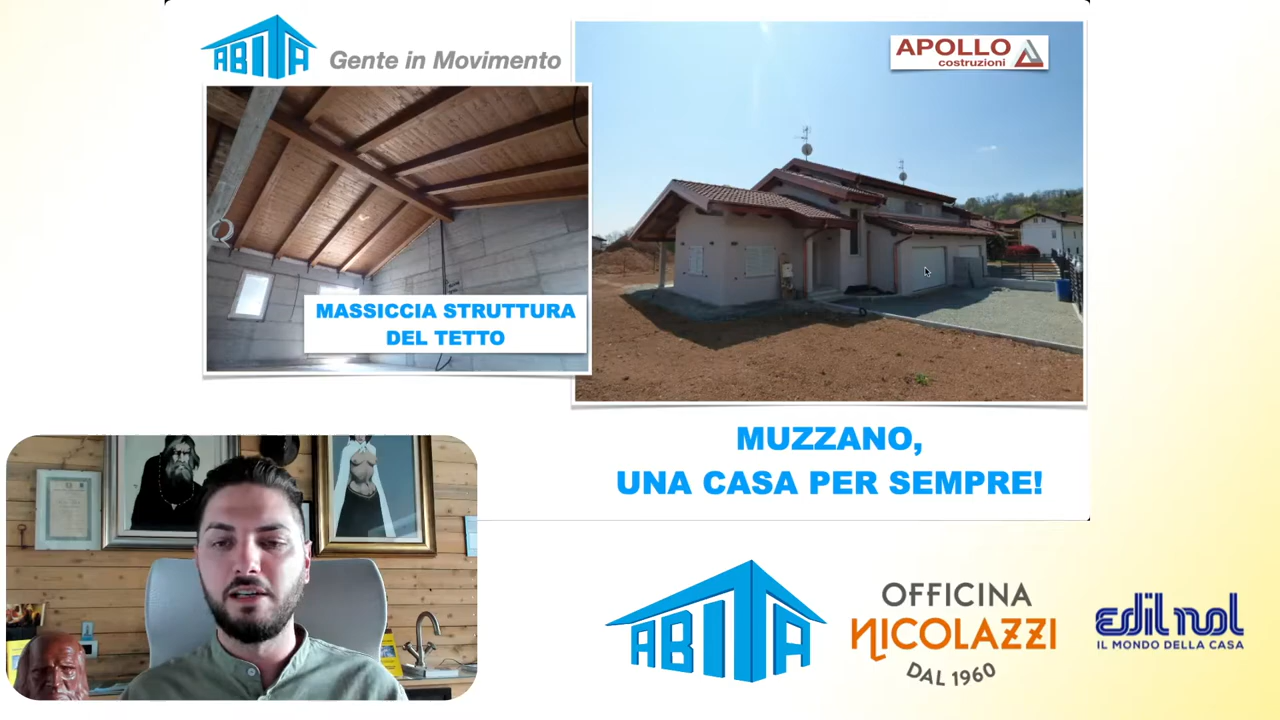 ABITA
Gente in Movimento
APOLLO
costruzioni
MASSICCIA STRUTTURA
DEL TETTO
MUZZANO,
UNA CASA PER SEMPRE!
ABITA
OFFICINA
NICOLAZZI
DAL 1960
edilnol
IL MONDO DELLA CASA